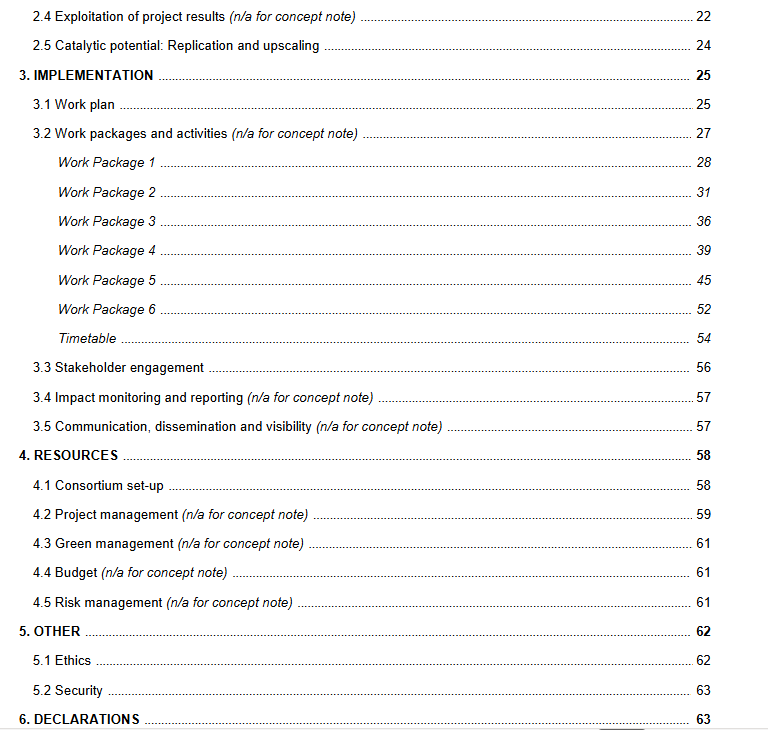 2.4 Exploitation of project results (n/a for concept note) 22
2.5 Catalytic potential: Replication and upscaling 24
3. IMPLEMENTATION 25
3.1 Work plan 25
3.2 Work packages and activities (n/a for concept note) 27
Work Package 1 28
Work Package 2 31
Work Package 3 36
Work Package 4 39
Work Package 5 45
Work Package 6 52
Timetable 54
3.3 Stakeholder engagement 56
3.4 Impact monitoring and reporting (n/a for concept note) 57
3.5 Communication, dissemination and visibility (n/a for concept note) 57
4. RESOURCES 58
4.1 Consortium set-up 58
4.2 Project management (n/a for concept note) 59
4.3 Green management (n/a for concept note) 61
4.4 Budget (n/a for concept note) 61
4.5 Risk management (n/a for concept note) 61
5. OTHER 62
5.1 Ethics 62
5.2 Security 63
6. DECLARATIONS 63